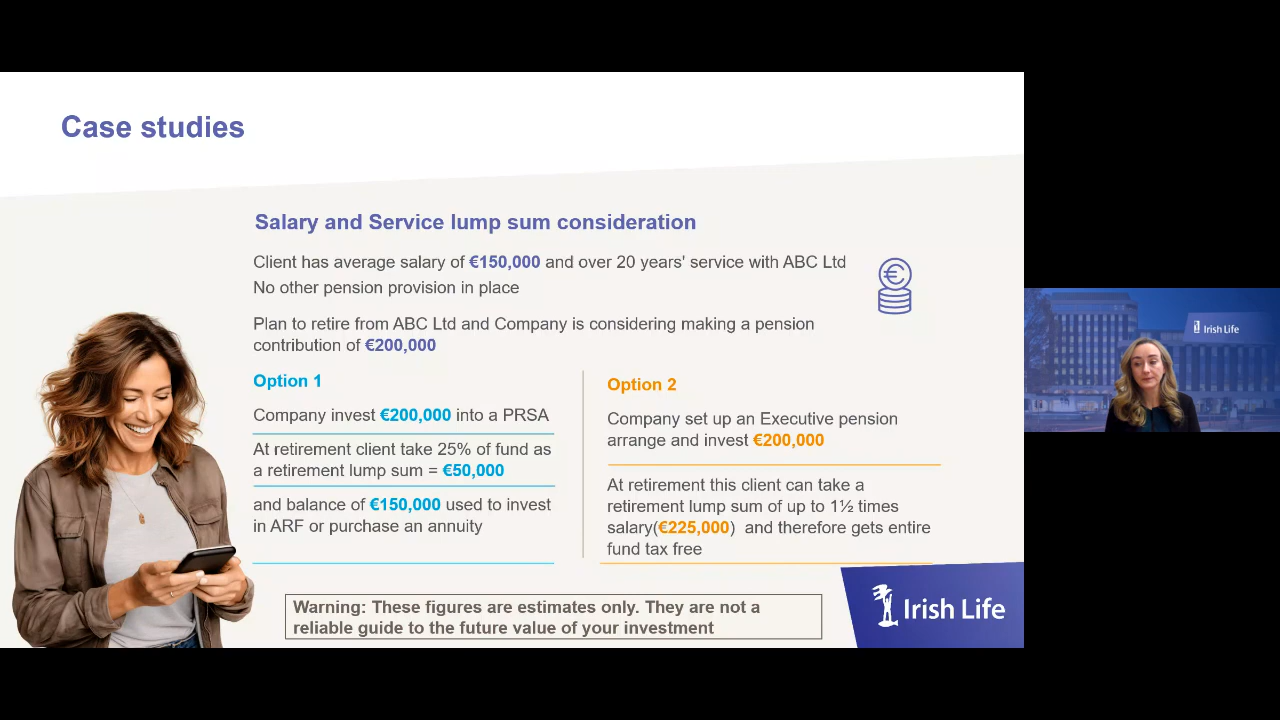 Case studies
Salary and Service lump sum consideration
Client has average salary of €150,000 and over 20 years' service with ABC Ltd
No other pension provision in place
Plan to retire from ABC Ltd and Company is considering making a pension
contribution of €200,000
Option 1
Company invest €200,000 into a PRSA
At retirement client take 25% of fund as
a retirement lump sum = €50,000
and balance of €150,000 used to invest
in ARF or purchase an annuity
Option 2
Company set up an Executive pension
arrange and invest €200,000
At retirement this client can take a
retirement lump sum of up to 1½ times
salary(€225,000) and therefore gets entire
fund tax free
Warning: These figures are estimates only. They are not a
reliable guide to the future value of your investment
Irish Life
Irish Life